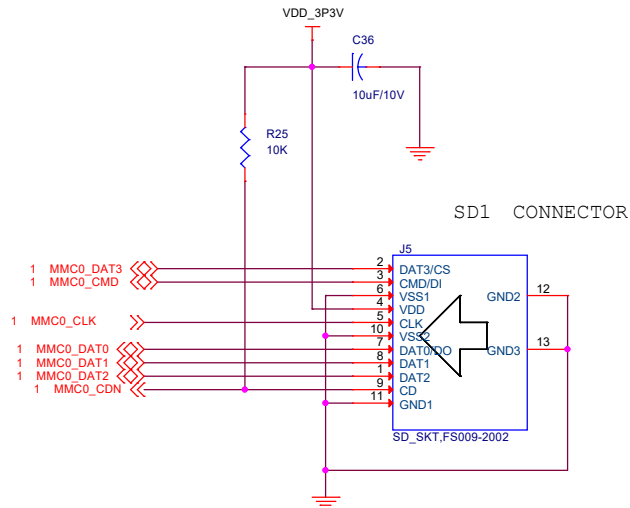 VDD_3P3V
C36
10uF/10V
R25
10K
SD1 CONNECTOR
J5
1 MMC0_DAT3 2 DAT3/CS
1 MMC0_CMD 3 CMD/DI
6 VSS1 GND2 12
4 VDD
1 MMC0_CLK 5 CLK
10 VSS2
1 MMC0_DAT0 7 DAT0/DO GND3 13
1 MMC0_DAT1 8 DAT1
1 MMC0_DAT2 1 DAT2
1 MMC0_CDN 9 CD
11 GND1
SD_SKT,FS009-2002